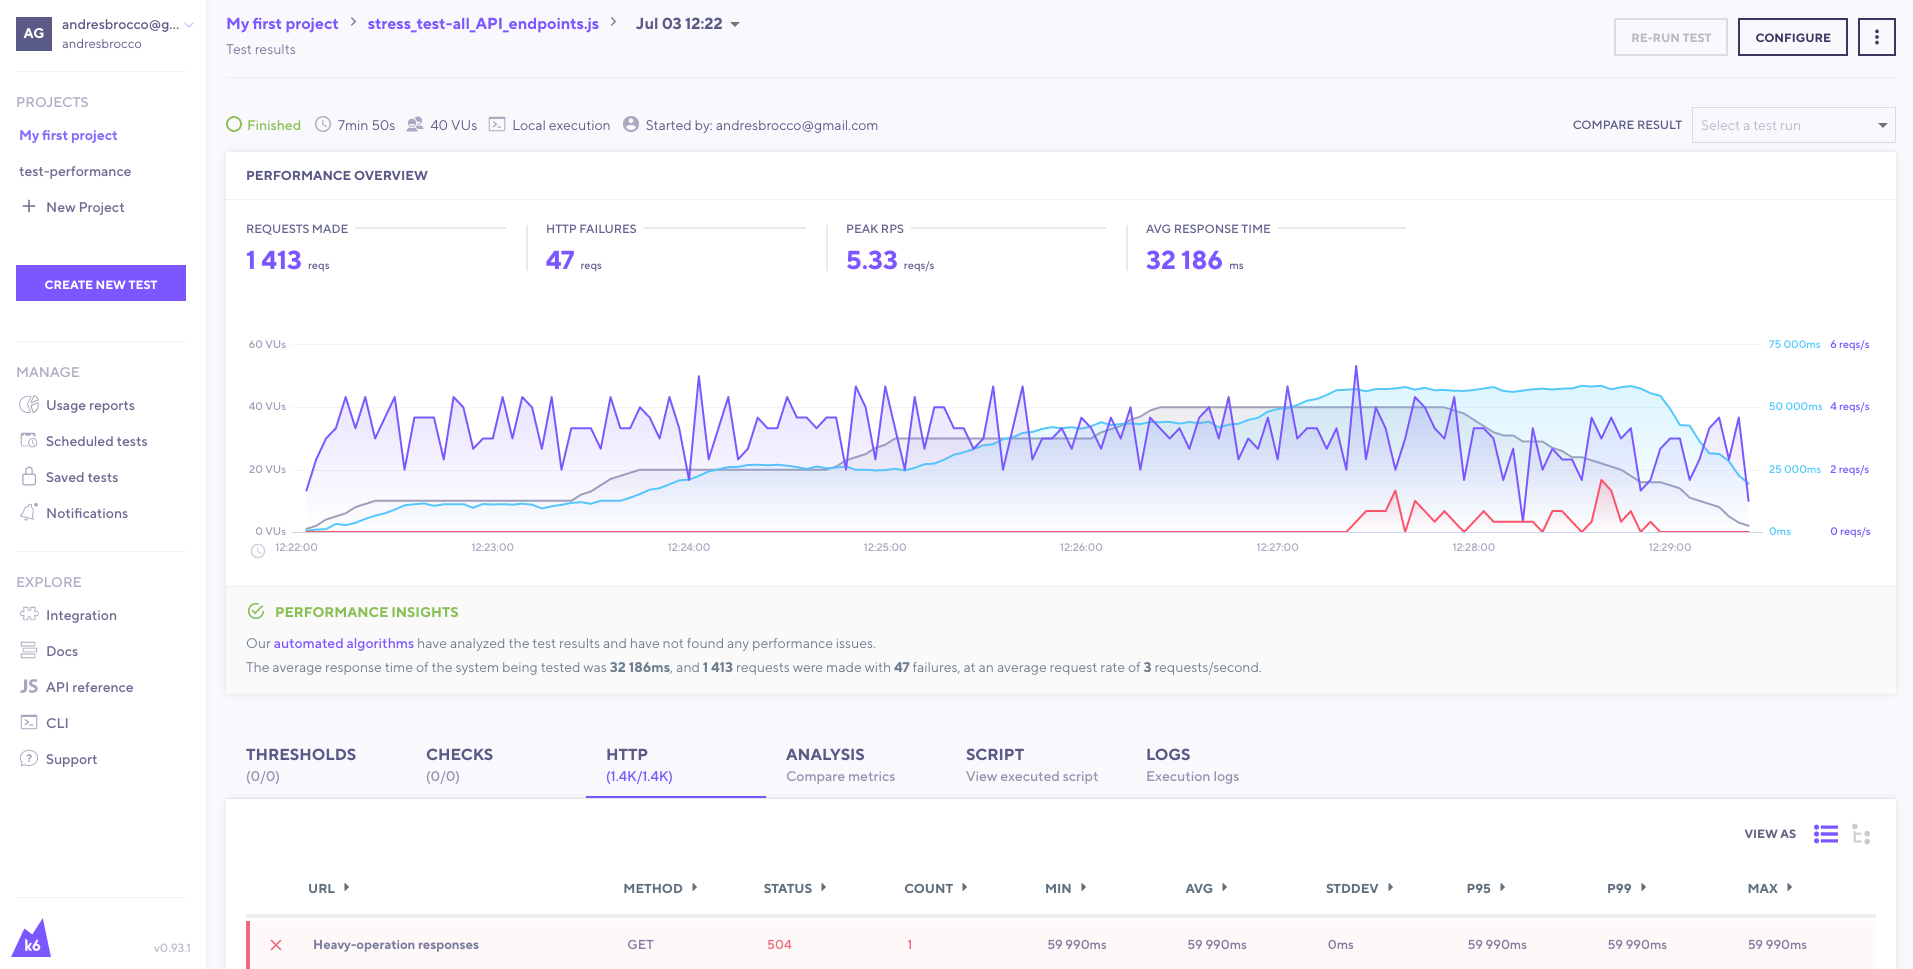 AG
andresbrocco@g...
andresbrocco
PROJECTS
My first project
test-performance
New Project
CREATE NEW TEST
MANAGE
Usage reports
Scheduled tests
Saved tests
Notifications
EXPLORE
Integration
Docs
JS API reference
CLI
Support
k6
v0.93.1
My first project > stress_test-all_API_endpoints.js > Jul 03 12:22
Test results
RE-RUN TEST
CONFIGURE
Finished 7min 50s 40 VUs Local execution Started by: andresbrocco@gmail.com
COMPARE RESULT Select a test run
PERFORMANCE OVERVIEW
REQUESTS MADE
1 413 reqs
HTTP FAILURES
47 reqs
PEAK RPS
5.33 reqs/s
AVG RESPONSE TIME
32 186 ms
60 VUs 75 000ms 6 reqs/s
40 VUs 50 000ms 4 reqs/s
20 VUs 25 000ms 2 reqs/s
0 VUs 0ms 0 reqs/s
12:22:00 12:23:00 12:24:00 12:25:00 12:26:00 12:27:00 12:28:00 12:29:00
PERFORMANCE INSIGHTS
Our automated algorithms have analyzed the test results and have not found any performance issues.
The average response time of the system being tested was 32 186ms, and 1 413 requests were made with 47 failures, at an average request rate of 3 requests/second.
THRESHOLDS
(0/0)
CHECKS
(0/0)
HTTP
(1.4K/1.4K)
ANALYSIS
Compare metrics
SCRIPT
View executed script
LOGS
Execution logs
VIEW AS
URL METHOD STATUS COUNT MIN AVG STDDEV P95 P99 MAX
Heavy-operation responses GET 504 1 59 990ms 59 990ms 0ms 59 990ms 59 990ms 59 990ms